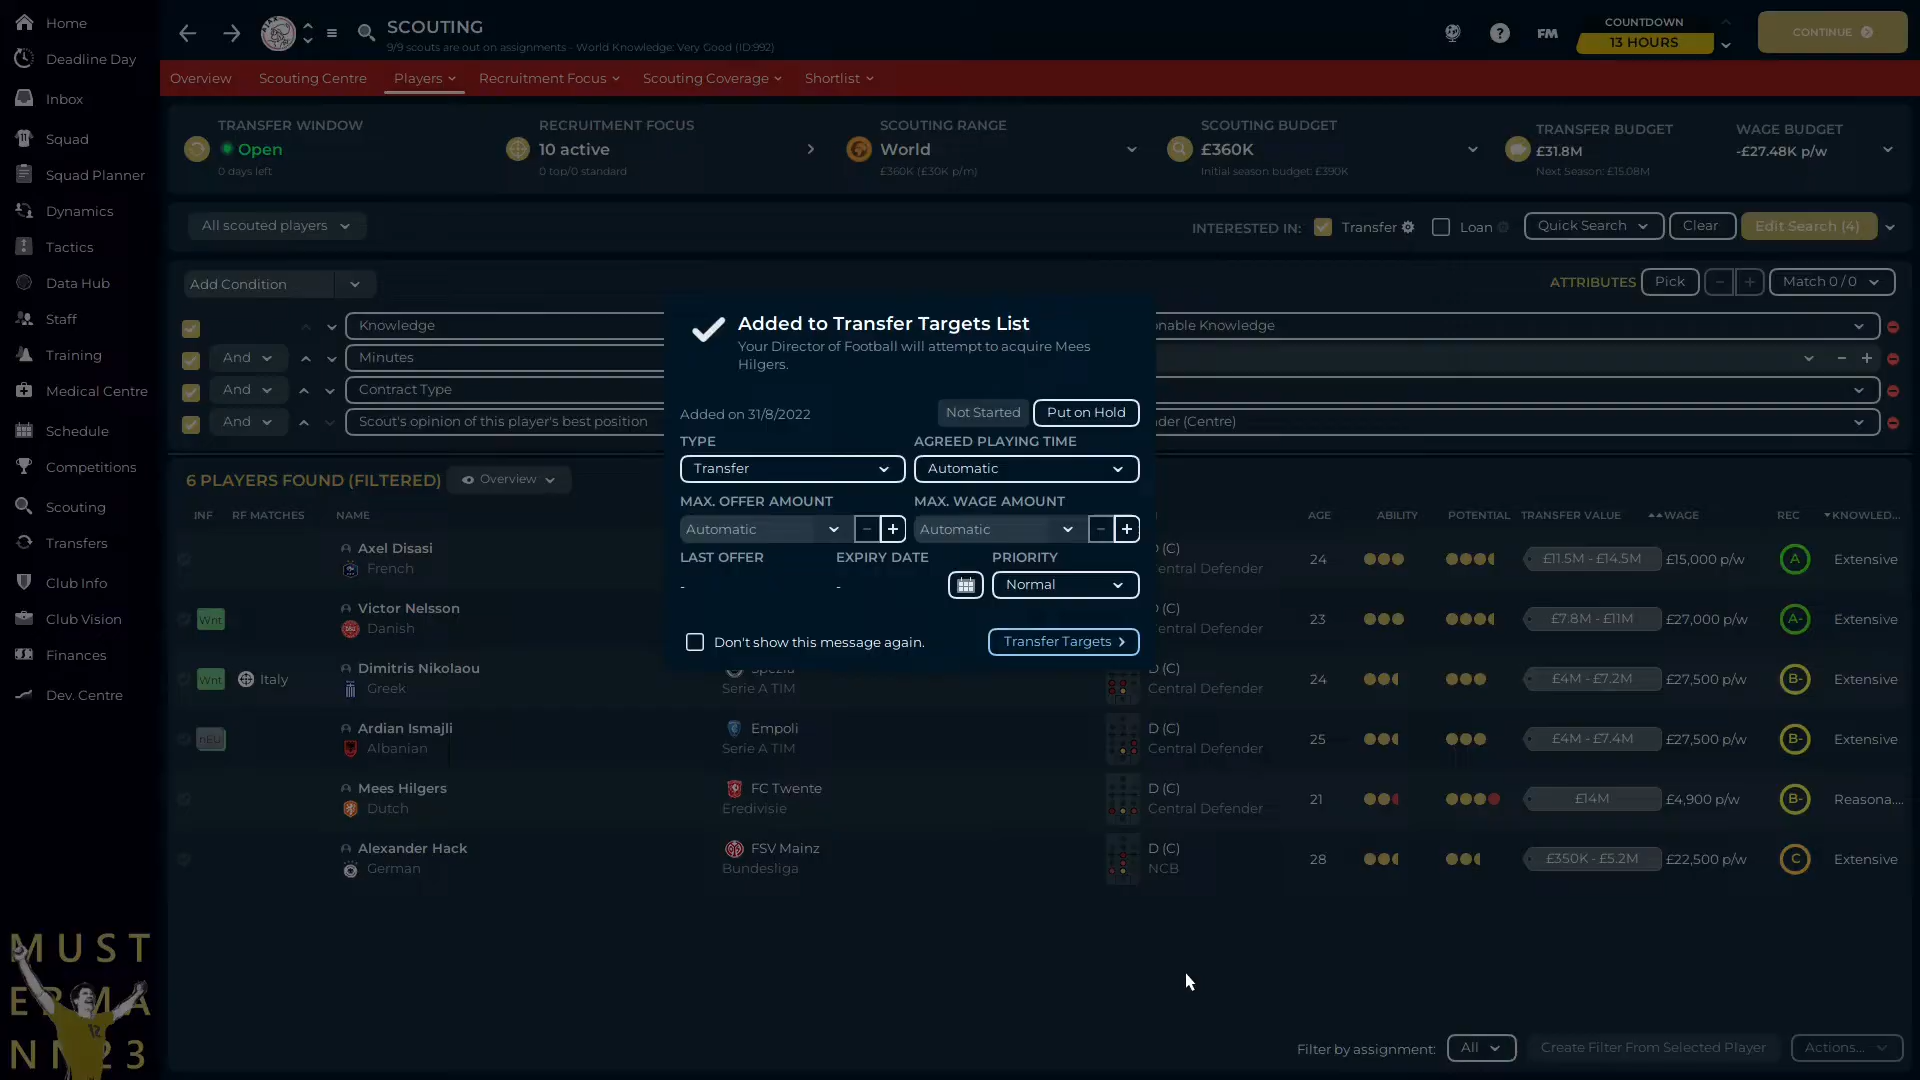 Home
Deadline Day
Inbox
Squad
Squad Planner
Dynamics
Tactics
Data Hub
Staff
Training
Medical Centre
Schedule
Competitions
Scouting
Transfers
Club Info
Club Vision
Finances
Dev. Centre
MUST
ERMA
NN23
SCOUTING
9/9 scouts are out on assignments - World Knowledge: Very Good (ID:992)
FM
COUNTDOWN
13 HOURS
CONTINUE
Overview Scouting Centre Players Recruitment Focus Scouting Coverage Shortlist
TRANSFER WINDOW
Open
0 days left
RECRUITMENT FOCUS
10 active
0 top/0 standard
SCOUTING RANGE
World
£360K (£30K p/m)
SCOUTING BUDGET
£360K
Initial season budget: £390K
TRANSFER BUDGET
£31.8M
Next Season: £15.08M
WAGE BUDGET
-£27.48K p/w
All scouted players
INTERESTED IN: Transfer Loan Quick Search Clear Edit Search (4)
Add Condition
ATTRIBUTES Pick - + Match 0 / 0
Knowledge
onable Knowledge
And Minutes
- +
And Contract Type
And Scout's opinion of this player's best position
der (Centre)
Added to Transfer Targets List
Your Director of Football will attempt to acquire Mees
Hilgers.
Added on 31/8/2022 Not Started Put on Hold
TYPE AGREED PLAYING TIME
Transfer Automatic
MAX. OFFER AMOUNT MAX. WAGE AMOUNT
Automatic - + Automatic - +
LAST OFFER EXPIRY DATE PRIORITY
- - Normal
Don't show this message again. Transfer Targets
6 PLAYERS FOUND (FILTERED) Overview
INF RF MATCHES NAME AGE ABILITY POTENTIAL TRANSFER VALUE WAGE REC KNOWLED...
Axel Disasi (C) 24 £11.5M - £14.5M £15,000 p/w A Extensive
French Central Defender
Wnt Victor Nelsson (C) 23 £7.8M - £11M £27,000 p/w A- Extensive
Danish Central Defender
Wnt Italy Dimitris Nikolaou Spezia D (C) 24 £4M - £7.2M £27,500 p/w B- Extensive
Greek Serie A TIM Central Defender
nEU Ardian Ismajli Empoli D (C) 25 £4M - £7.4M £27,500 p/w B- Extensive
Albanian Serie A TIM Central Defender
Mees Hilgers FC Twente D (C) 21 £14M £4,900 p/w B- Reasona...
Dutch Eredivisie Central Defender
Alexander Hack FSV Mainz D (C) 28 £350K - £5.2M £22,500 p/w C Extensive
German Bundesliga NCB
Filter by assignment: All Create Filter From Selected Player Actions...